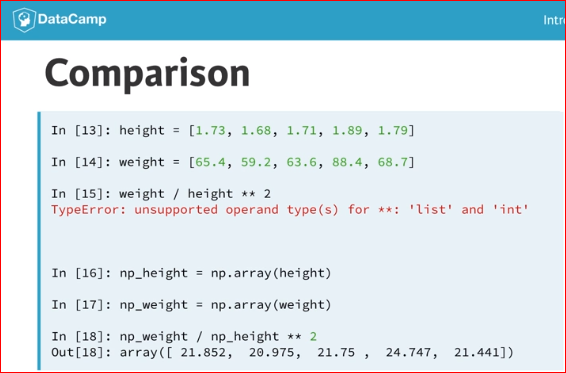 DataCamp
Intro
Comparison
In [13]: height = [1.73, 1.68, 1.71, 1.89, 1.79]
In [14]: weight = [65.4, 59.2, 63.6, 88.4, 68.7]
In [15]: weight / height ** 2
TypeError: unsupported operand type(s) for **: 'list' and 'int'
In [16]: np_height = np.array(height)
In [17]: np_weight = np.array(weight)
In [18]: np_weight / np_height ** 2
Out[18]: array([ 21.852,  20.975,  21.75 ,  24.747,  21.441])